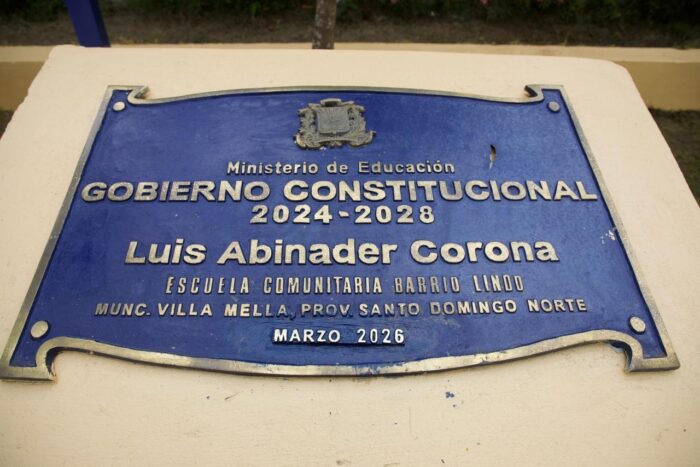 Ministerio de Educación
GOBIERNO CONSTITUCIONAL
2024-2028
Luis Abinader Corona
ESCUELA COMUNITARIA BARRIO LINDO
MUNC. VILLA MELLA, PROV. SANTO DOMINGO NORTE
MARZO 2026